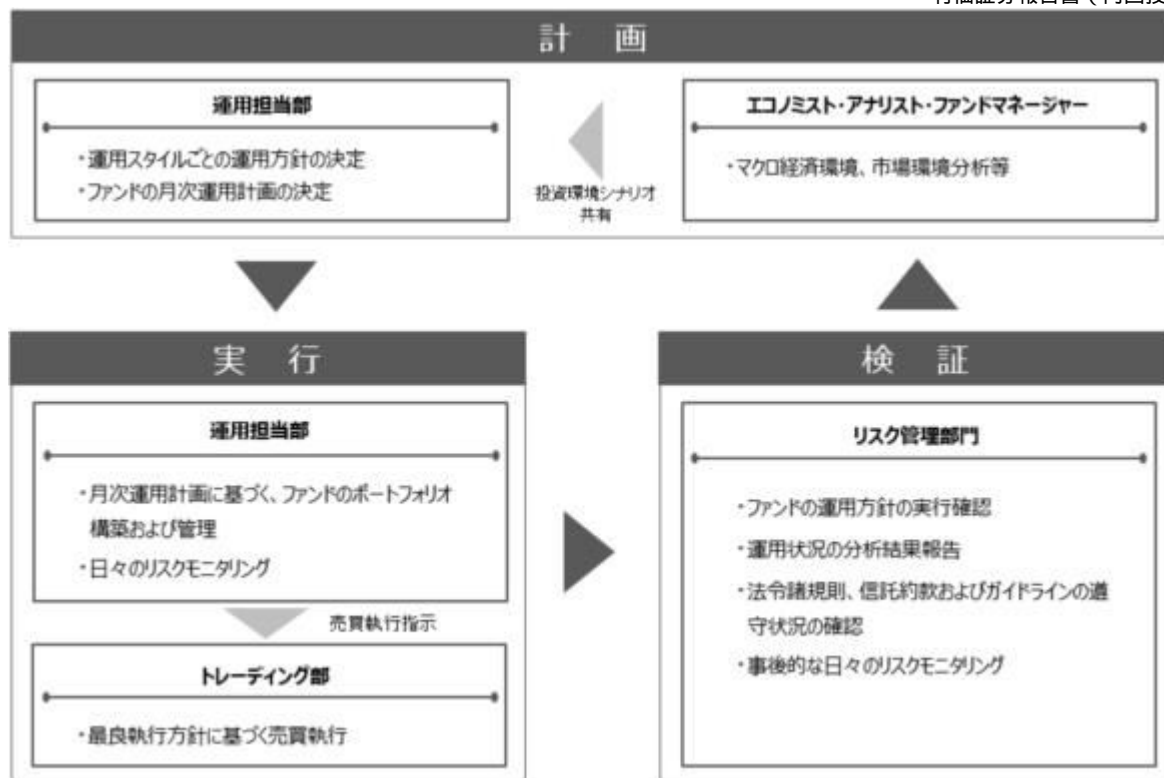 計 画
運用担当部
・運用スタイルごとの運用方針の決定
・ファンドの月次運用計画の決定
投資環境シナリオ
共有
エコノミスト・アナリスト・ファンドマネージャー
・マクロ経済環境、市場環境分析等
実 行
運用担当部
・月次運用計画に基づく、ファンドのポートフォリオ
構築および管理
・日々のリスクモニタリング
売買執行指示
トレーディング部
・最良執行方針に基づく売買執行
検 証
リスク管理部門
・ファンドの運用方針の実行確認
・運用状況の分析結果報告
・法令諸規則、信託約款およびガイドラインの遵
守状況の確認
・事後的な日々のリスクモニタリング